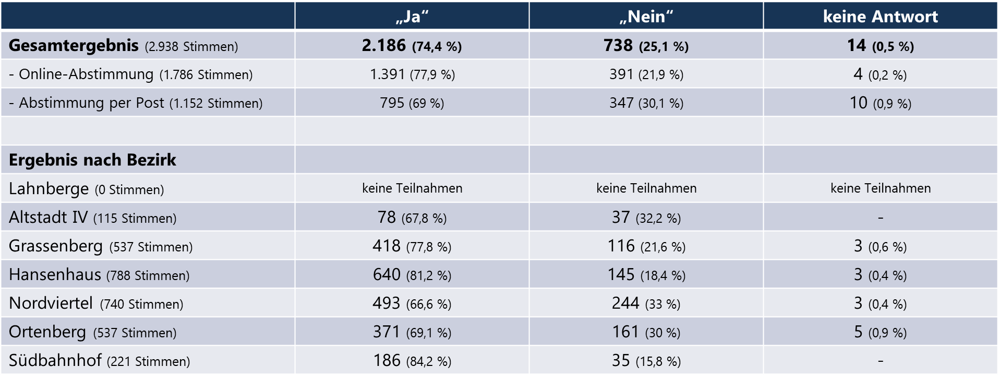 „Ja“ „Nein“ keine Antwort
Gesamtergebnis (2.938 Stimmen) 2.186 (74,4 %) 738 (25,1 %) 14 (0,5 %)
- Online-Abstimmung (1.786 Stimmen) 1.391 (77,9 %) 391 (21,9 %) 4 (0,2 %)
- Abstimmung per Post (1.152 Stimmen) 795 (69 %) 347 (30,1 %) 10 (0,9 %)
Ergebnis nach Bezirk
Lahnberge (0 Stimmen) keine Teilnahmen keine Teilnahmen keine Teilnahmen
Altstadt IV (115 Stimmen) 78 (67,8 %) 37 (32,2 %) -
Grassenberg (537 Stimmen) 418 (77,8 %) 116 (21,6 %) 3 (0,6 %)
Hansenhaus (788 Stimmen) 640 (81,2 %) 145 (18,4 %) 3 (0,4 %)
Nordviertel (740 Stimmen) 493 (66,6 %) 244 (33 %) 3 (0,4 %)
Ortenberg (537 Stimmen) 371 (69,1 %) 161 (30 %) 5 (0,9 %)
Südbahnhof (221 Stimmen) 186 (84,2 %) 35 (15,8 %) -